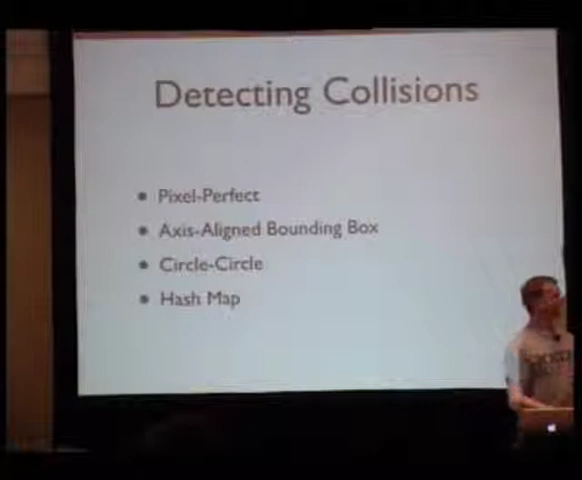 Detecting Collisions
• Pixel-Perfect
• Axis-Aligned Bounding Box
• Circle-Circle
• Hash Map